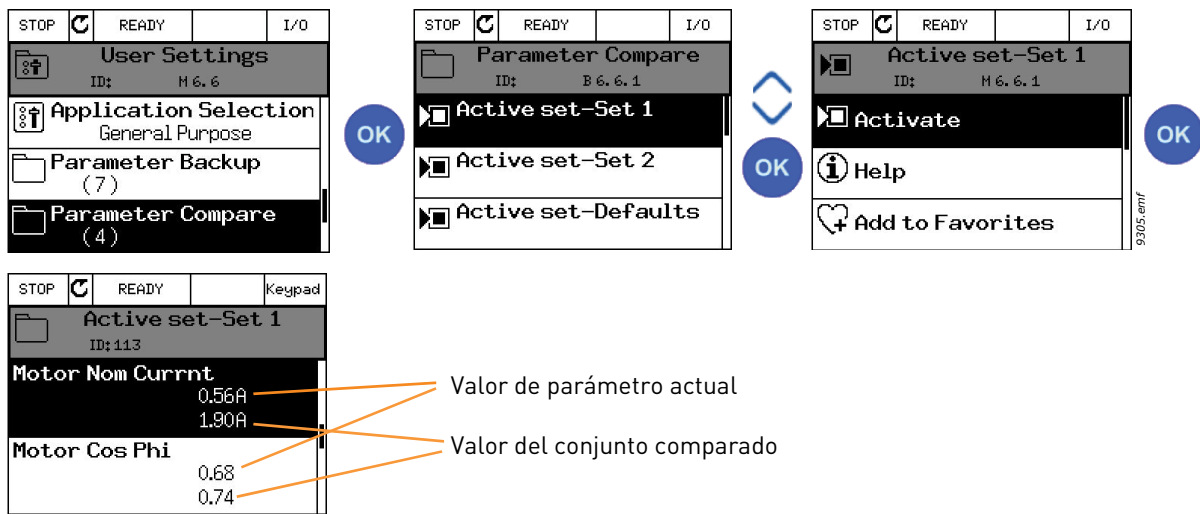 STOP READY I/O
User Settings
ID: M6.6
Application Selection
General Purpose
Parameter Backup
(7)
Parameter Compare
(4)
OK
STOP READY I/O
Parameter Compare
ID: B6.6.1
Active set-Set 1
Active set-Set 2
Active set-Defaults
OK
STOP READY I/O
Active set-Set 1
ID: M6.6.1
Activate
Help
Add to Favorites
OK
9305.emf
STOP READY Keypad
Active set-Set 1
ID:113
Motor Nom Currnt
0.56A
1.90A
Motor Cos Phi
0.68
0.74
Valor de parámetro actual
Valor del conjunto comparado